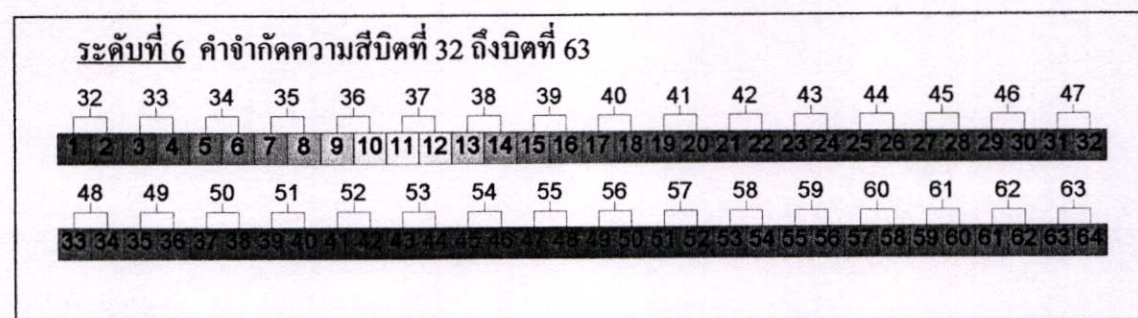 ระดับที่ 6 คำจำกัดความสีบิตที่ 32 ถึงบิตที่ 63
32 33 34 35 36 37 38 39 40 41 42 43 44 45 46 47
1 2 3 4 5 6 7 8 9 10 11 12 13 14 15 16 17 18 19 20 21 22 23 24 25 26 27 28 29 30 31 32
48 49 50 51 52 53 54 55 56 57 58 59 60 61 62 63
33 34 35 36 37 38 39 40 41 42 43 44 45 46 47 48 49 50 51 52 53 54 55 56 57 58 59 60 61 62 63 64